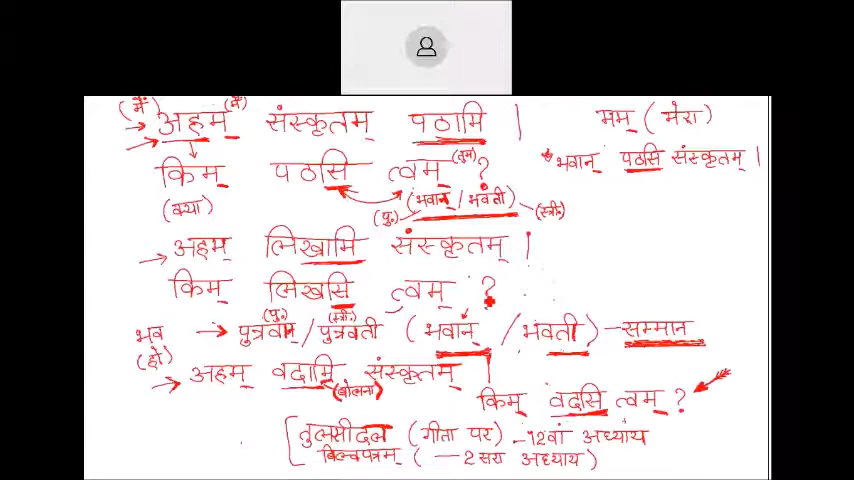 (मैं) (मैं)
अहम् संस्कृतम् पठामि | मम् (मेरा)
भवान् पठसि संस्कृतम् |
किम् पठसि त्वम् (तुम) ?
(क्या) (भवान् / भवती)
(पु॰) (स्त्री॰)
अहम् लिखामि संस्कृतम् |
किम् लिखसि त्वम् ?
(पु॰) (स्त्री॰)
भव पुत्रवान् / पुत्रवती (भवान् / भवती) - सम्मान
(हो)
अहम् वदामि संस्कृतम् |
(बोलना)
किम् वदसि त्वम् ?
तुलसीदल (गीता पर) - 12वां अध्याय
बिल्वपत्रम् ( — 2सरा अध्याय)